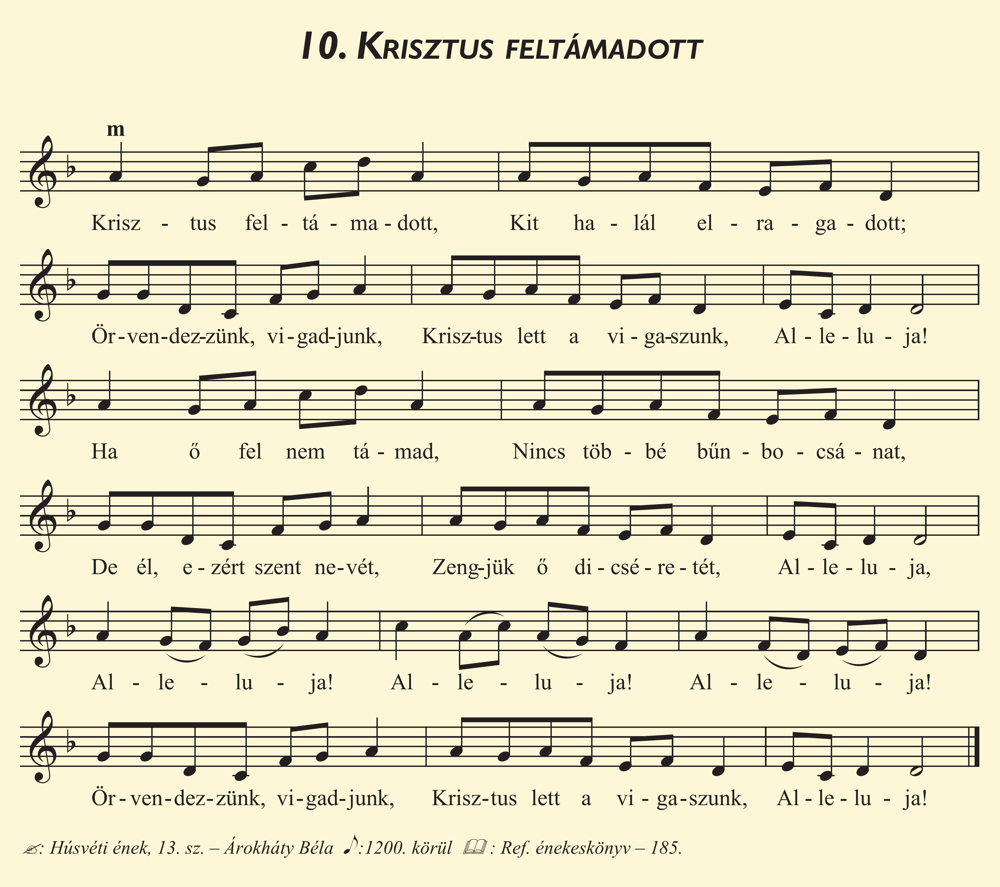 10. Krisztus feltámadott
m
Krisz - tus fel - tá - ma - dott, Kit ha - lál el - ra - ga - dott;
Ör - ven - dez - zünk, vi - gad - junk, Krisz - tus lett a vi - ga - szunk, Al - le - lu - ja!
Ha ő fel nem tá - mad, Nincs töb - bé bűn - bo - csá - nat,
De él, e - zért szent ne - vét, Zeng - jük ő di - csé - re - tét, Al - le - lu - ja,
Al - le - lu - ja! Al - le - lu - ja! Al - le - lu - ja!
Ör - ven - dez - zünk, vi - gad - junk, Krisz - tus lett a vi - ga - szunk, Al - le - lu - ja!
: Húsvéti ének, 13. sz. – Árokháty Béla :1200. körül : Ref. énekeskönyv – 185.